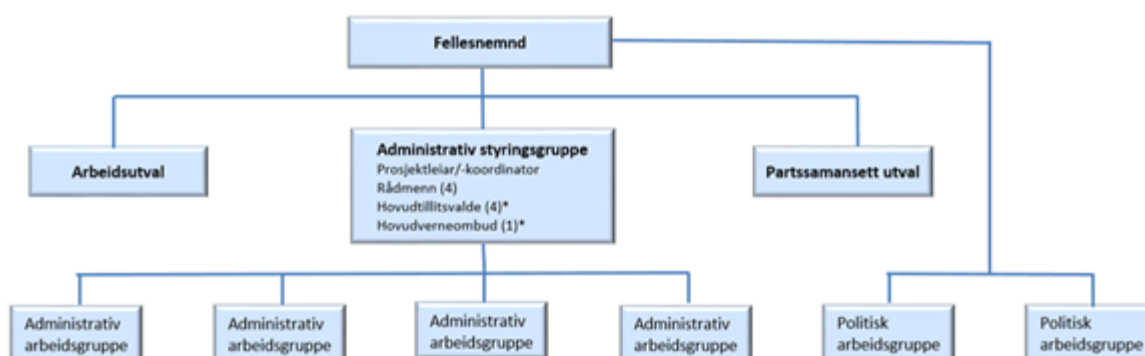 Fellesnemnd
Arbeidsutval
Administrativ styringsgruppe
Prosjektleiar/-koordinator
Rådmenn (4)
Hovudtillitsvalde (4)*
Hovudverneombud (1)*
Partssamansett utval
Administrativ
arbeidsgruppe
Administrativ
arbeidsgruppe
Administrativ
arbeidsgruppe
Administrativ
arbeidsgruppe
Politisk
arbeidsgruppe
Politisk
arbeidsgruppe